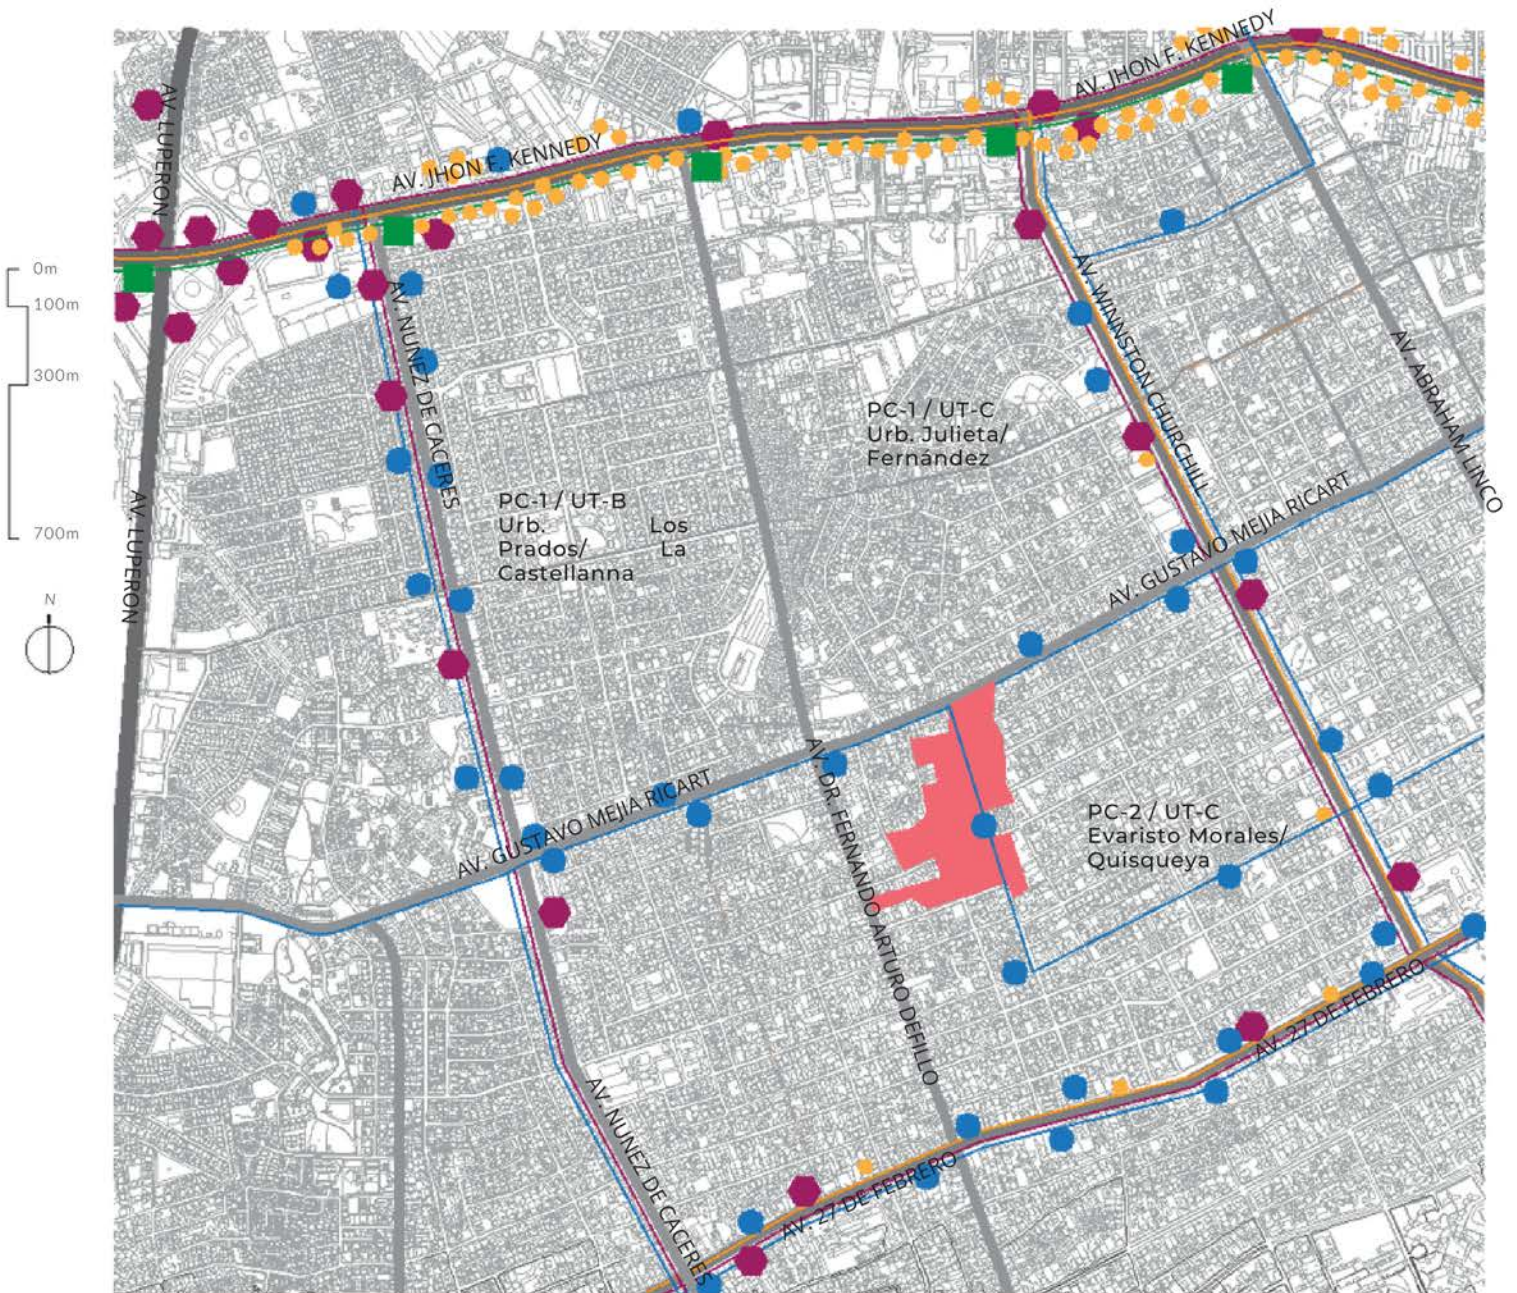 AV. JHON F. KENNEDY
AV. LUPERON
AV. JHON F. KENNEDY
0m
100m
300m
700m
N
AV. NUNEZ DE CACERES
AV. WINNSTON CHURCHILL
AV. ABRAHAM LINCO
PC-1 / UT-C
Urb. Julieta/
Fernández
PC-1 / UT-B
Urb. Los
Prados/ La
Castellanna
AV. LUPERON
AV. GUSTAVO MEJIA RICART
AV. GUSTAVO MEJIA RICART
AV. DR. FERNANDO ARTURO DEFILLO
PC-2 / UT-C
Evaristo Morales/
Quisqueya
AV. 27 DE FEBRERO
AV. NUNEZ DE CACERES
AV. 27 DE FEBRERO